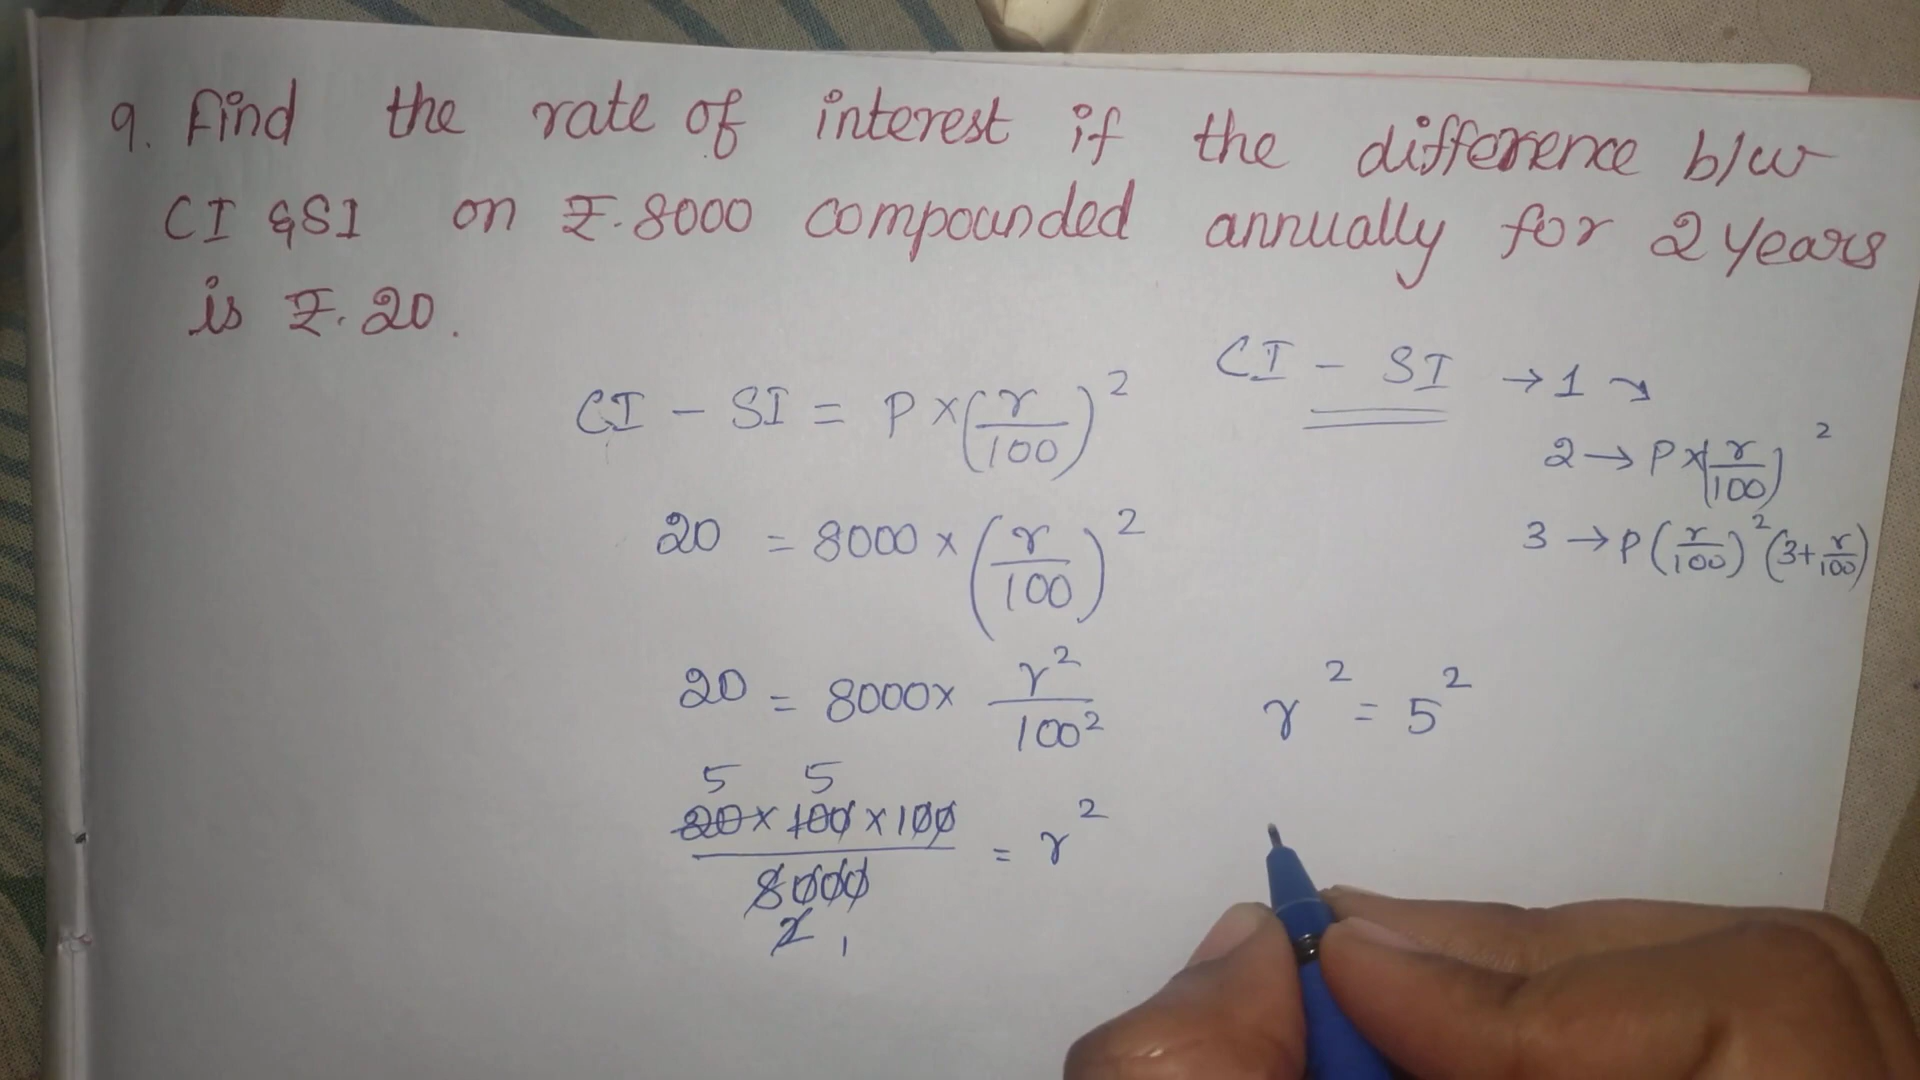 9. Find the rate of interest if the difference b/w
CI & SI on ₹. 8000 compounded annually for 2 years
is ₹. 20.
CI - SI = P × (r/100)²
20 = 8000 × (r/100)²
20 = 8000 × r²/100²
5 5
20 × 100 × 100 / 8000 = r²
2 1
CI - SI → 1 ↘
2 → P × (r/100)²
3 → P (r/100)² (3 + r/100)
r² = 5²